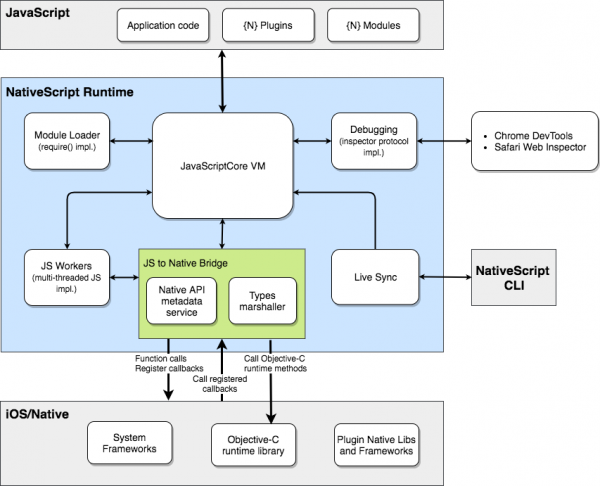 JavaScript
Application code
{N} Plugins
{N} Modules
NativeScript Runtime
Module Loader
(require() impl.)
JavaScriptCore VM
Debugging
(inspector protocol
impl.)
• Chrome DevTools
• Safari Web Inspector
JS Workers
(multi-threaded JS
impl.)
JS to Native Bridge
Native API
metadata
service
Types
marshaller
Live Sync
NativeScript
CLI
Function calls
Register callbacks
Call registered
callbacks
Call Objective-C
runtime methods
iOS/Native
System
Frameworks
Objective-C
runtime library
Plugin Native Libs
and Frameworks